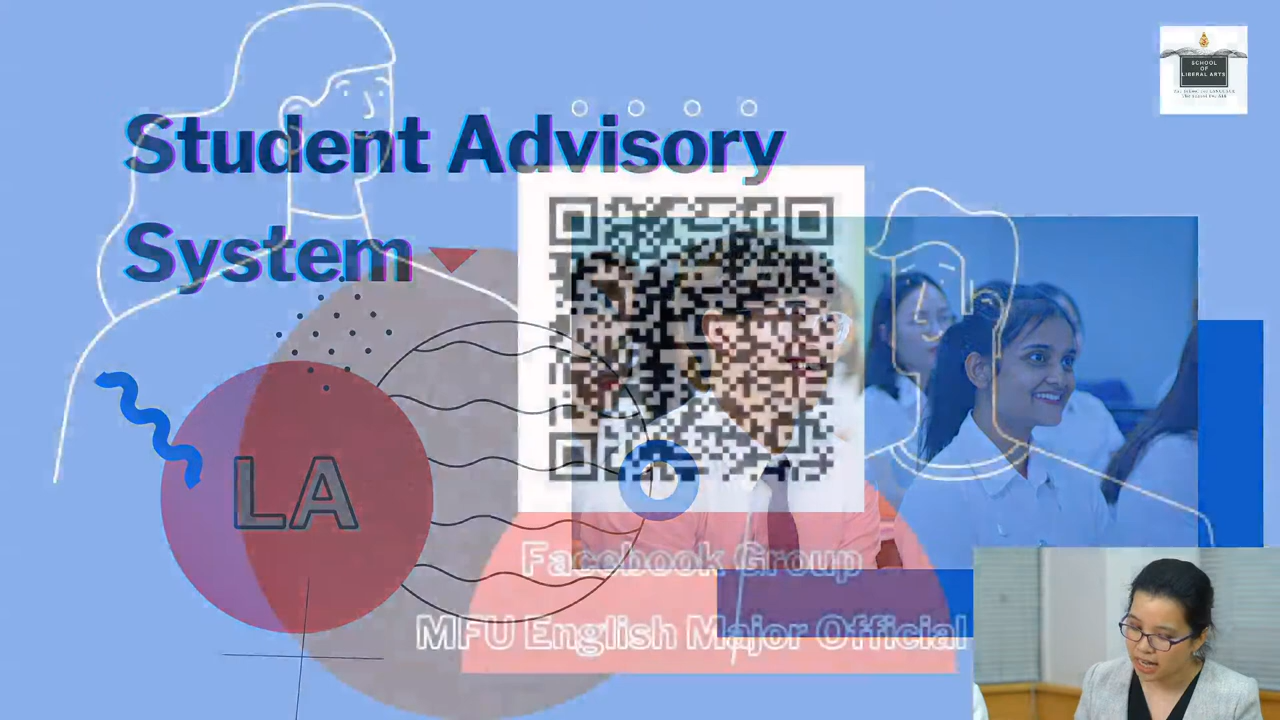 SCHOOL
OF
LIBERAL ARTS
Student Advisory
System
LA
Facebook Group
MFU English Major Official